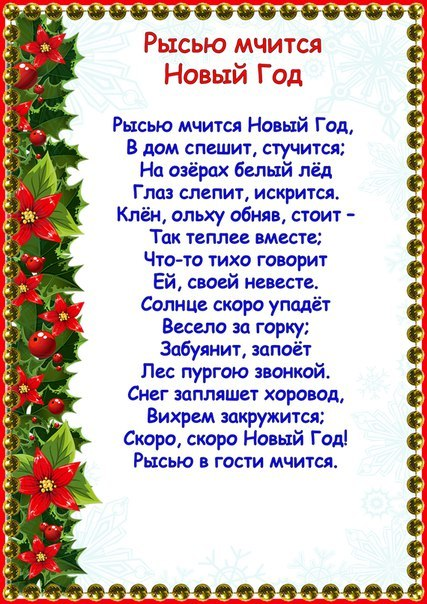 Рысью мчится
Новый Год
Рысью мчится Новый Год,
В дом спешит, стучится;
На озёрах белый лёд
Глаз слепит, искрится.
Клён, ольху обняв, стоит –
Так теплее вместе;
Что-то тихо говорит
Ей, своей невесте.
Солнце скоро упадёт
Весело за горку;
Забуянит, запоёт
Лес пургою звонкой.
Снег запляшет хоровод,
Вихрем закружится;
Скоро, скоро Новый Год!
Рысью в гости мчится.